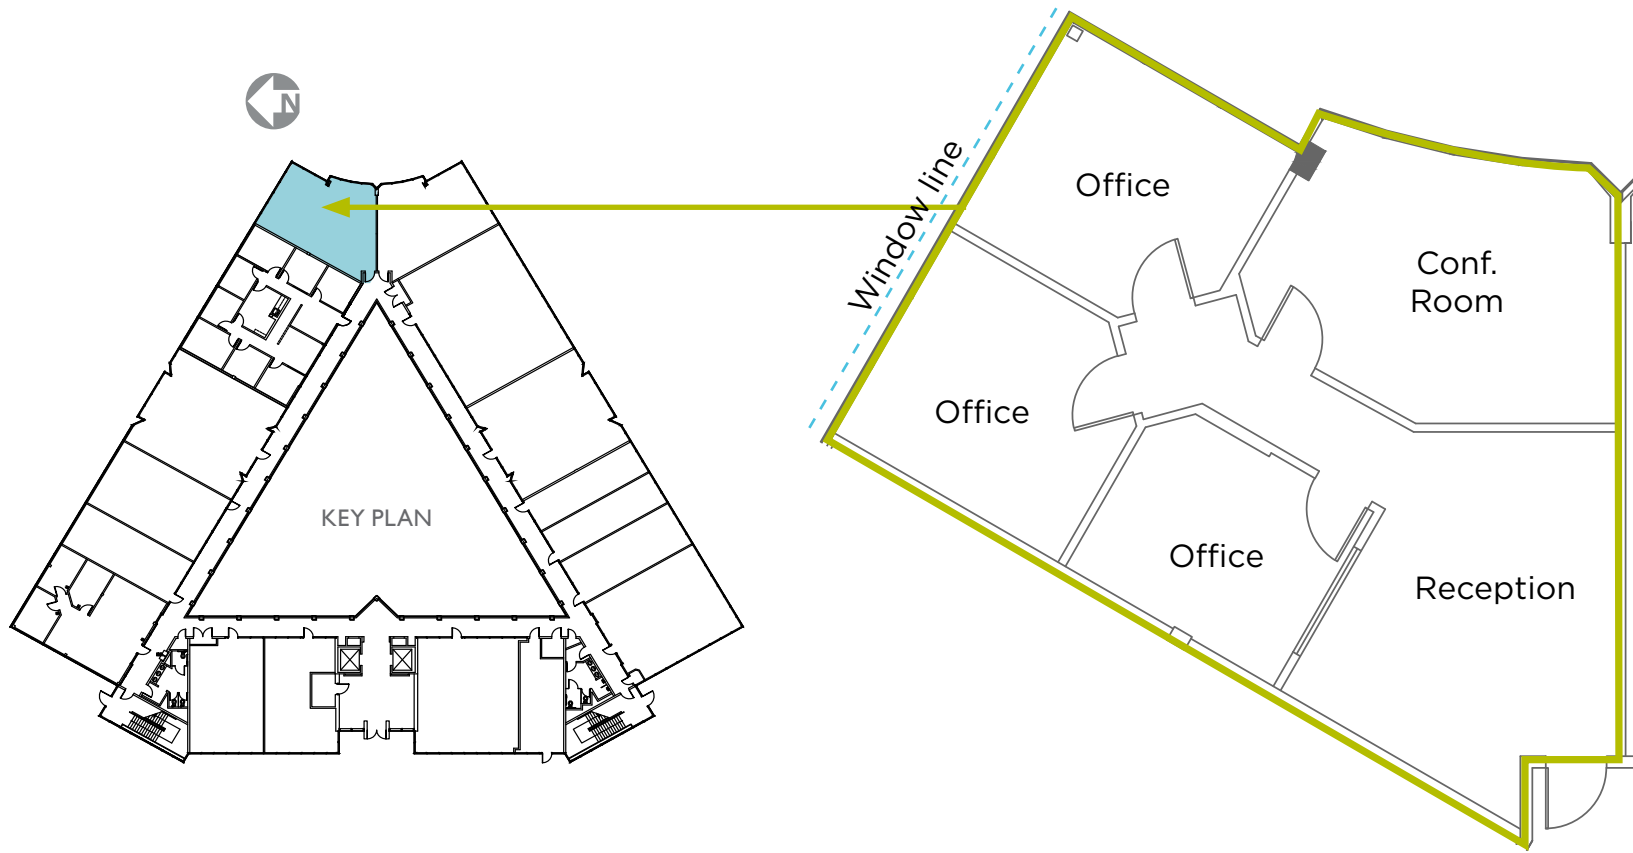 N
Office
Window line
Conf.
Room
Office
KEY PLAN
Office
Reception